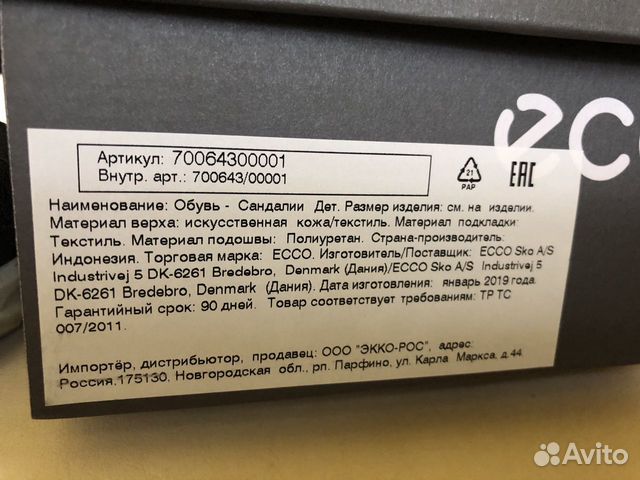 ecc
Артикул: 70064300001
Внутр. арт.: 700643/00001
21
PAP
EAC
Наименование: Обувь - Сандалии Дет. Размер изделия: см. на изделии.
Материал верха: искусственная кожа/текстиль. Материал подкладки:
Текстиль. Материал подошвы: Полиуретан. Страна-производитель:
Индонезия. Торговая марка: ECCO. Изготовитель/Поставщик: ECCO Sko A/S
Industrivej 5 DK-6261 Bredebro, Denmark (Дания)/ECCO Sko A/S Industrivej 5
DK-6261 Bredebro, Denmark (Дания). Дата изготовления: январь 2019 года.
Гарантийный срок: 90 дней. Товар соответствует требованиям: ТР ТС
007/2011.
Импортёр, дистрибьютор, продавец: ООО "ЭККО-РОС", адрес:
Россия.175130. Новгородская обл., рп. Парфино, ул. Карла Маркса, д.44
Avito